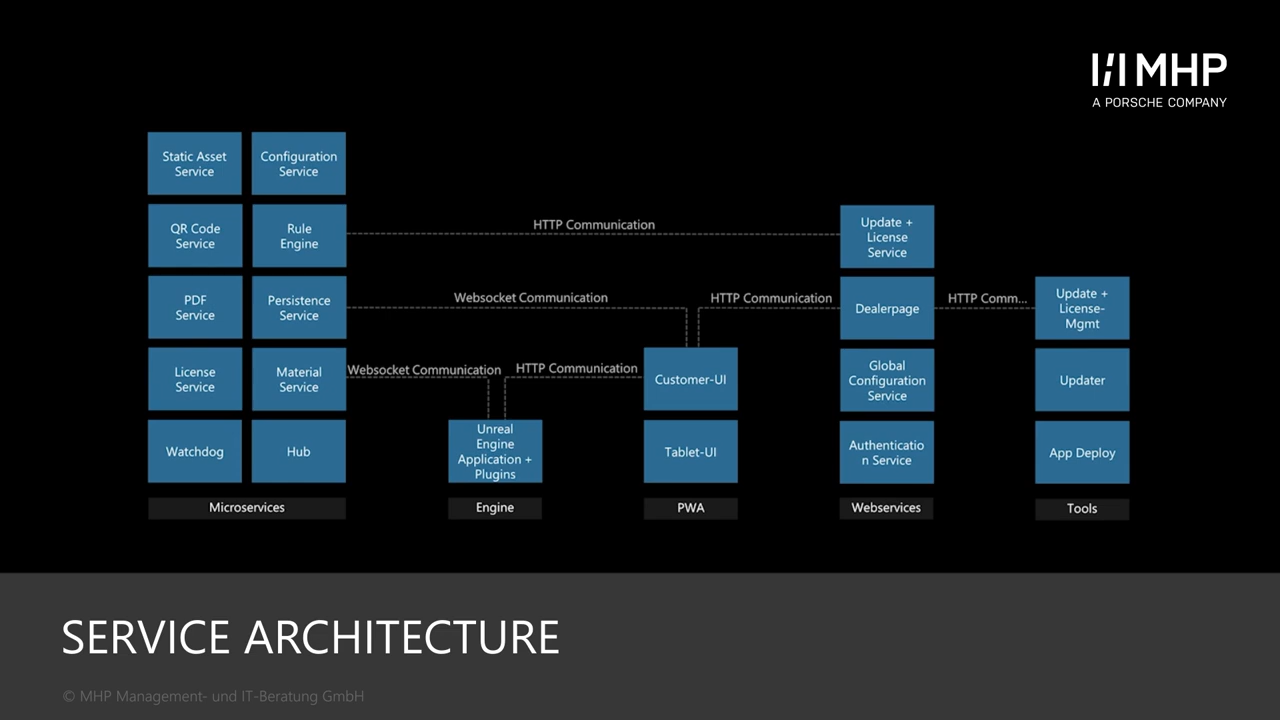 MHP
A PORSCHE COMPANY
Static Asset
Service
Configuration
Service
QR Code
Service
Rule
Engine
HTTP Communication
Update +
License
Service
PDF
Service
Persistence
Service
Websocket Communication
HTTP Communication
Dealerpage
HTTP Comm...
Update +
License-
Mgmt
License
Service
Material
Service
Websocket Communication
HTTP Communication
Customer-UI
Global
Configuration
Service
Updater
Watchdog
Hub
Unreal
Engine
Application +
Plugins
Tablet-UI
Authenticatio
n Service
App Deploy
Microservices
Engine
PWA
Webservices
Tools
SERVICE ARCHITECTURE
© MHP Management- und IT-Beratung GmbH